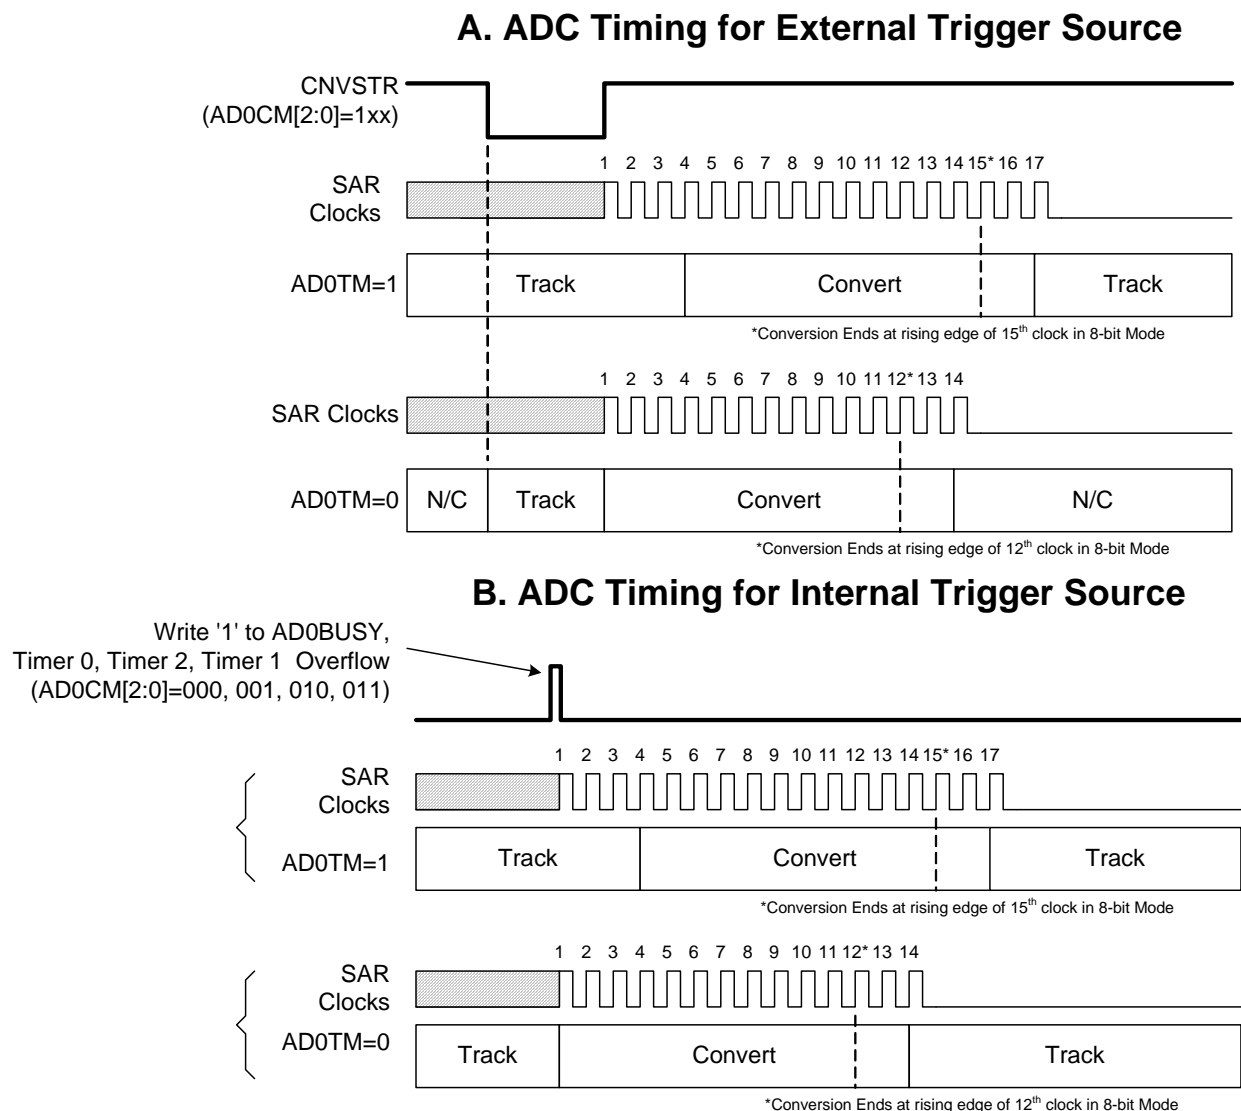 A. ADC Timing for External Trigger Source
CNVSTR
(AD0CM[2:0]=1xx)
1 2 3 4 5 6 7 8 9 10 11 12 13 14 15* 16 17
SAR
Clocks
AD0TM=1
Track
Convert
Track
*Conversion Ends at rising edge of 15th clock in 8-bit Mode
1 2 3 4 5 6 7 8 9 10 11 12* 13 14
SAR Clocks
AD0TM=0
N/C
Track
Convert
N/C
*Conversion Ends at rising edge of 12th clock in 8-bit Mode
B. ADC Timing for Internal Trigger Source
Write '1' to AD0BUSY,
Timer 0, Timer 2, Timer 1 Overflow
(AD0CM[2:0]=000, 001, 010, 011)
1 2 3 4 5 6 7 8 9 10 11 12 13 14 15* 16 17
SAR
Clocks
AD0TM=1
Track
Convert
Track
*Conversion Ends at rising edge of 15th clock in 8-bit Mode
1 2 3 4 5 6 7 8 9 10 11 12* 13 14
SAR
Clocks
AD0TM=0
Track
Convert
Track
*Conversion Ends at rising edge of 12th clock in 8-bit Mode